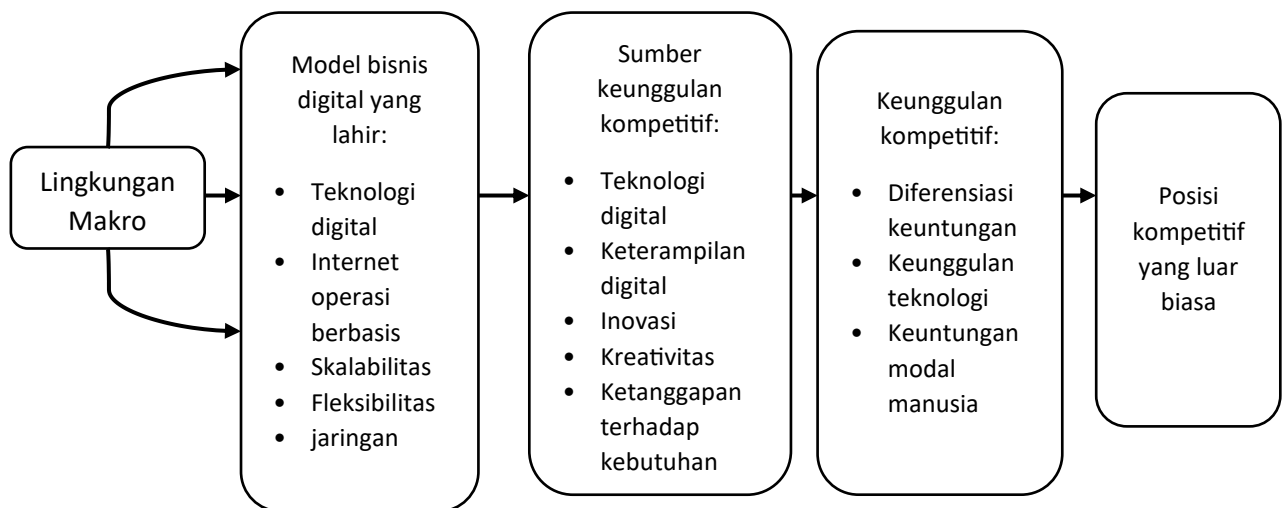 Lingkungan
Makro
Model bisnis
digital yang
lahir:
• Teknologi
digital
• Internet
operasi
berbasis
• Skalabilitas
• Fleksibilitas
• jaringan
Sumber
keunggulan
kompetitif:
• Teknologi
digital
• Keterampilan
digital
• Inovasi
• Kreativitas
• Ketanggapan
terhadap
kebutuhan
Keunggulan
kompetitif:
• Diferensiasi
keuntungan
• Keunggulan
teknologi
• Keuntungan
modal
manusia
Posisi
kompetitif
yang luar
biasa